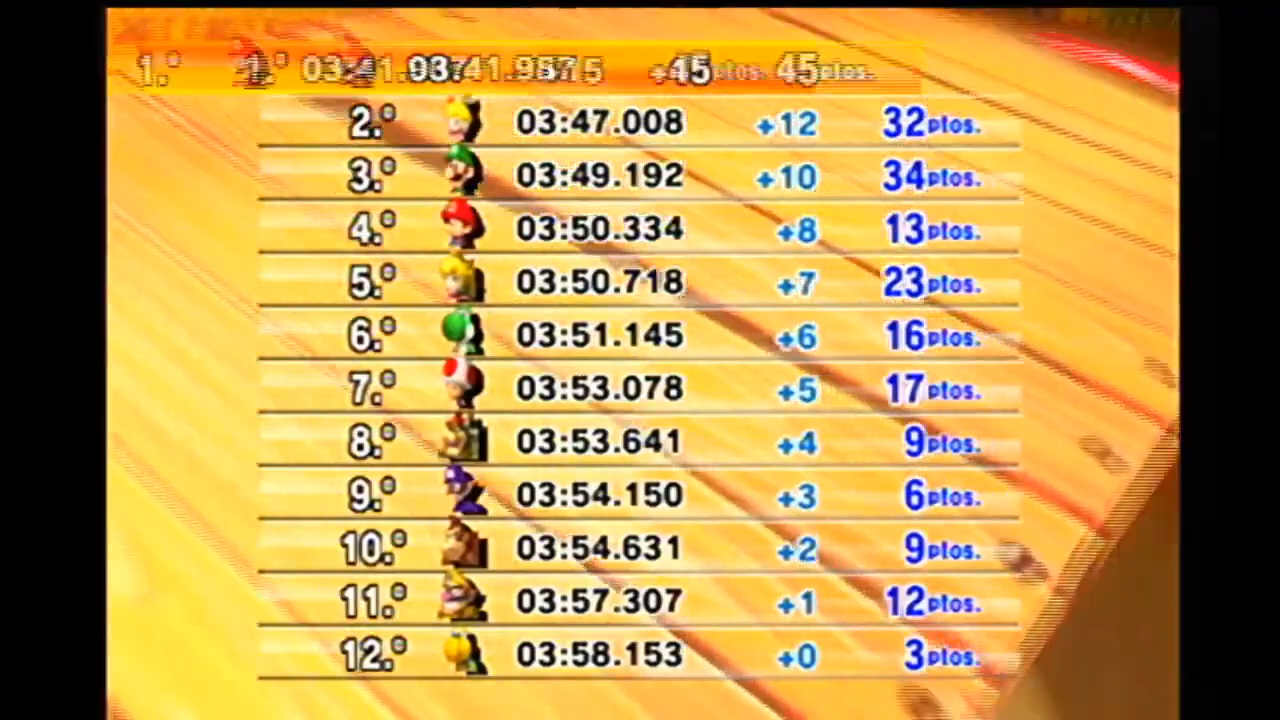 1.º +45 45ptos.
2.º 03:47.008 +12 32ptos.
3.º 03:49.192 +10 34ptos.
4.º 03:50.334 +8 13ptos.
5.º 03:50.718 +7 23ptos.
6.º 03:51.145 +6 16ptos.
7.º 03:53.078 +5 17ptos.
8.º 03:53.641 +4 9ptos.
9.º 03:54.150 +3 6ptos.
10.º 03:54.631 +2 9ptos.
11.º 03:57.307 +1 12ptos.
12.º 03:58.153 +0 3ptos.